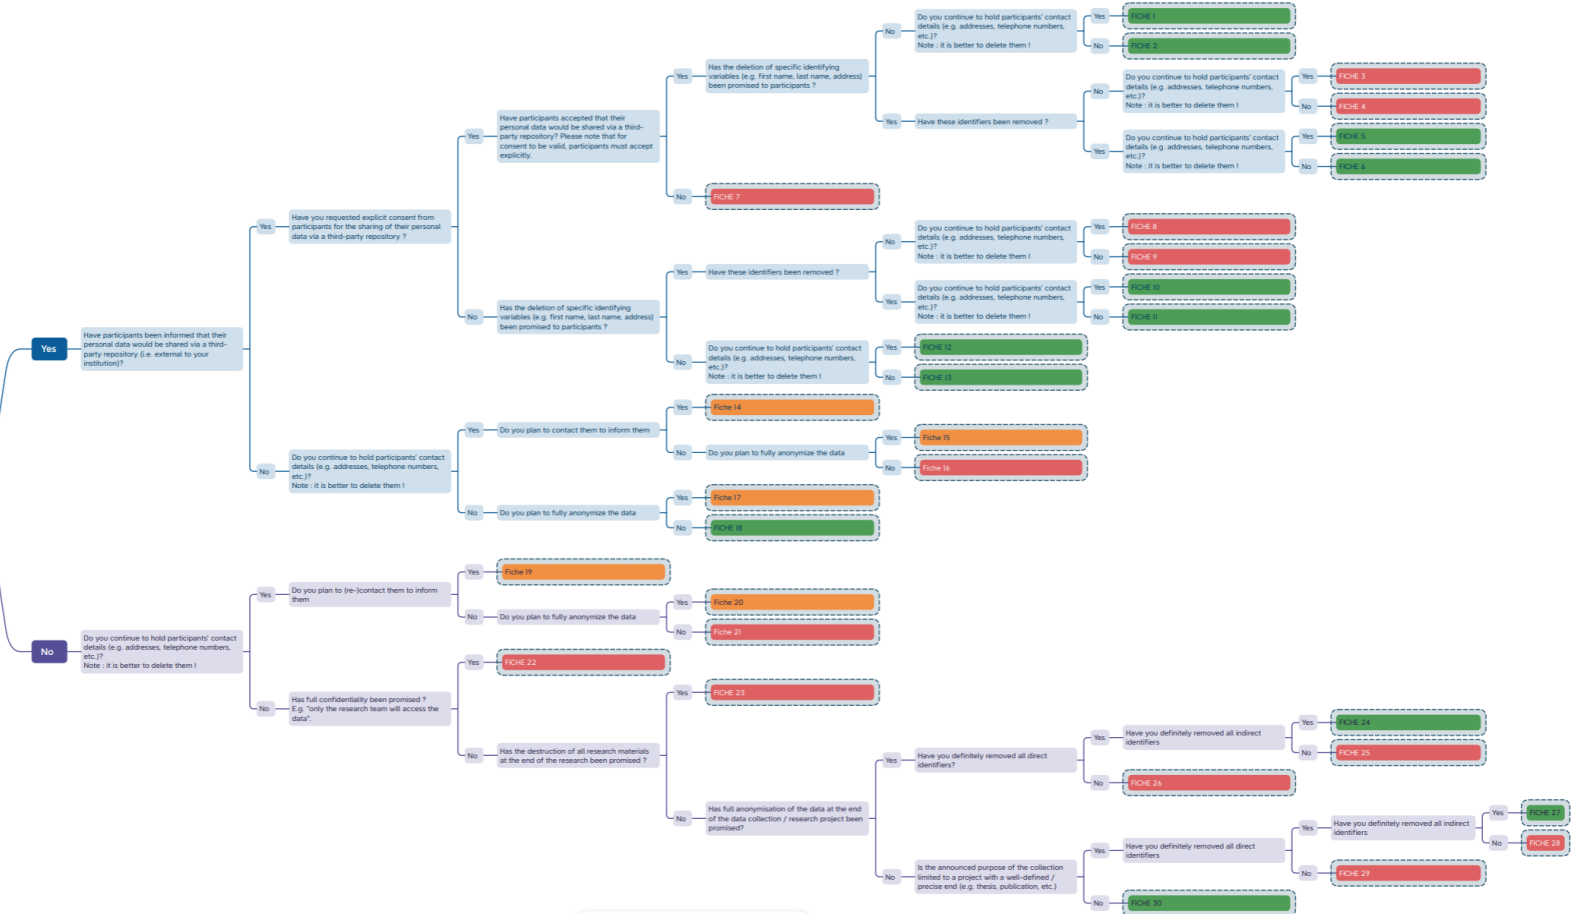 Yes
Have participants been informed that their
personal data would be shared via a third-
party repository (i.e. external to your
institution)?
Yes
Have you requested explicit consent from
participants for the sharing of their personal
data via a third-party repository ?
Yes
Have participants accepted that their
personal data would be shared via a third-
party repository? Please note that for
consent to be valid, participants must accept
explicitly.
Yes
Has the deletion of specific identifying
variables (e.g. first name, last name, address)
been promised to participants ?
No
Do you continue to hold participants' contact
details (e.g. addresses, telephone numbers,
etc.)?
Note : it is better to delete them !
Yes
FICHE 1
No
FICHE 2
Yes
Have these identifiers been removed ?
No
Do you continue to hold participants' contact
details (e.g. addresses, telephone numbers,
etc.)?
Note : it is better to delete them !
Yes
FICHE 3
No
FICHE 4
Yes
Do you continue to hold participants' contact
details (e.g. addresses, telephone numbers,
etc.)?
Note : it is better to delete them !
Yes
FICHE 5
No
FICHE 6
No
FICHE 7
No
Has the deletion of specific identifying
variables (e.g. first name, last name, address)
been promised to participants ?
Yes
Have these identifiers been removed ?
No
Do you continue to hold participants' contact
details (e.g. addresses, telephone numbers,
etc.)?
Note : it is better to delete them !
Yes
FICHE 8
No
FICHE 9
Yes
Do you continue to hold participants' contact
details (e.g. addresses, telephone numbers,
etc.)?
Note : it is better to delete them !
Yes
FICHE 10
No
FICHE 11
No
Do you continue to hold participants' contact
details (e.g. addresses, telephone numbers,
etc.)?
Note : it is better to delete them !
Yes
FICHE 12
No
FICHE 13
No
Do you continue to hold participants' contact
details (e.g. addresses, telephone numbers,
etc.)?
Note : it is better to delete them !
Yes
Do you plan to contact them to inform them
Yes
Fiche 14
No
Do you plan to fully anonymize the data
Yes
Fiche 15
No
Fiche 16
No
Do you plan to fully anonymize the data
Yes
Fiche 17
No
FICHE 18
No
Do you continue to hold participants' contact
details (e.g. addresses, telephone numbers,
etc.)?
Note : it is better to delete them !
Yes
Do you plan to (re-)contact them to inform
them
Yes
Fiche 19
No
Do you plan to fully anonymize the data
Yes
Fiche 20
No
Fiche 21
No
Has full confidentiality been promised ?
E.g. "only the research team will access the
data".
Yes
FICHE 22
No
Has the destruction of all research materials
at the end of the research been promised ?
Yes
FICHE 23
No
Has full anonymisation of the data at the end
of the data collection / research project been
promised?
Yes
Have you definitely removed all direct
identifiers?
Yes
Have you definitely removed all indirect
identifiers
Yes
FICHE 24
No
FICHE 25
No
FICHE 26
No
Is the announced purpose of the collection
limited to a project with a well-defined /
precise end (e.g. thesis, publication, etc.)
Yes
Have you definitely removed all direct
identifiers
Yes
Have you definitely removed all indirect
identifiers
Yes
FICHE 27
No
FICHE 28
No
FICHE 29
No
FICHE 30